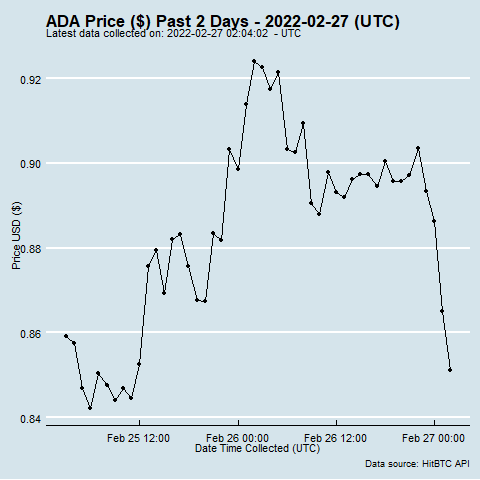 ADA Price ($) Past 2 Days - 2022-02-27 (UTC)
Latest data collected on: 2022-02-27 02:04:02 - UTC
0.92
0.90
0.88
0.86
0.84
Price USD ($)
Feb 25 12:00 Feb 26 00:00 Feb 26 12:00 Feb 27 00:00
Date Time Collected (UTC)
Data source: HitBTC API